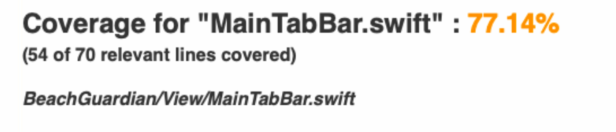 Coverage for "MainTabBar.swift" : 77.14%
(54 of 70 relevant lines covered)
BeachGuardian/View/MainTabBar.swift